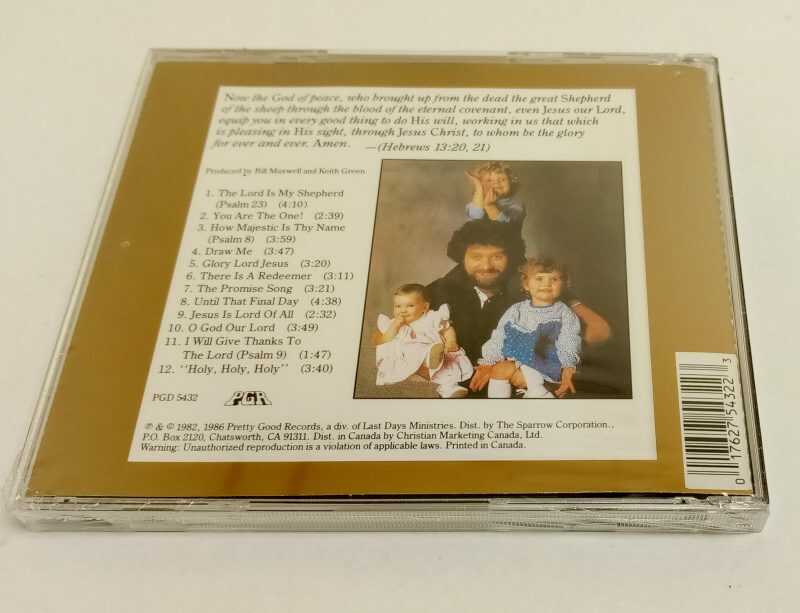 Now the God of peace, who brought up from the dead the great Shepherd
of the sheep through the blood of the eternal covenant, even Jesus our Lord,
equip you in every good thing to do His will, working in us that which
is pleasing in His sight, through Jesus Christ, to whom be the glory
for ever and ever. Amen. —(Hebrews 13:20, 21)
Produced by Bill Maxwell and Keith Green
1. The Lord Is My Shepherd
(Psalm 23) (4:10)
2. You Are The One! (2:39)
3. How Majestic Is Thy Name
(Psalm 8) (3:59)
4. Draw Me (3:47)
5. Glory Lord Jesus (3:20)
6. There Is A Redeemer (3:11)
7. The Promise Song (3:21)
8. Until That Final Day (4:38)
9. Jesus Is Lord Of All (2:32)
10. O God Our Lord (3:49)
11. I Will Give Thanks To
The Lord (Psalm 9) (1:47)
12. "Holy, Holy, Holy" (3:40)
PGD 5432 PGR
℗ & © 1982, 1986 Pretty Good Records, a div. of Last Days Ministries. Dist. by The Sparrow Corporation.,
P.O. Box 2120, Chatsworth, CA 91311. Dist. in Canada by Christian Marketing Canada, Ltd.
Warning: Unauthorized reproduction is a violation of applicable laws. Printed in Canada.
0 17627 54322 3